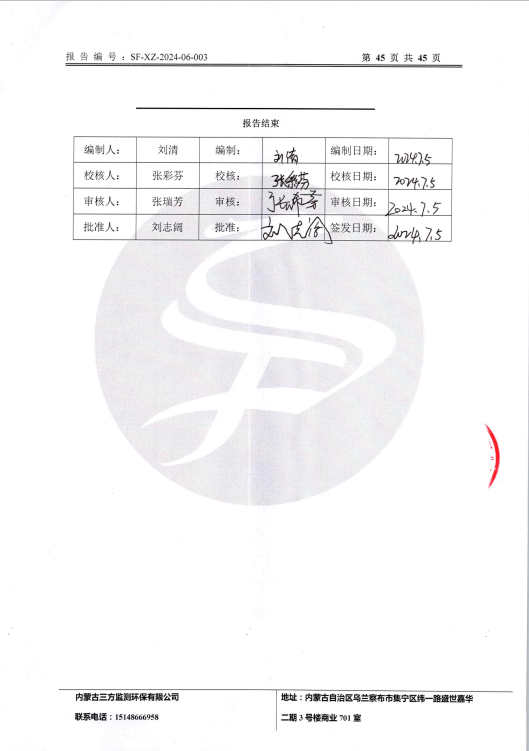 报告编号：SF-XZ-2024-06-003 第 45 页 共 45 页
报告结束
编制人： 刘清 编制： 刘清 编制日期： 2024.7.5
校核人： 张彩芬 校核： 张彩芬 校核日期： 2024.7.5
审核人： 张瑞芳 审核： 张瑞芳 审核日期： 2024.7.5
批准人： 刘志阔 批准： 刘志阔 签发日期： 2024.7.5
内蒙古三方监测环保有限公司 地址：内蒙古自治区乌兰察布市集宁区纬一路盛世嘉华
联系电话：15148666958 二期 3 号楼商业 701 室